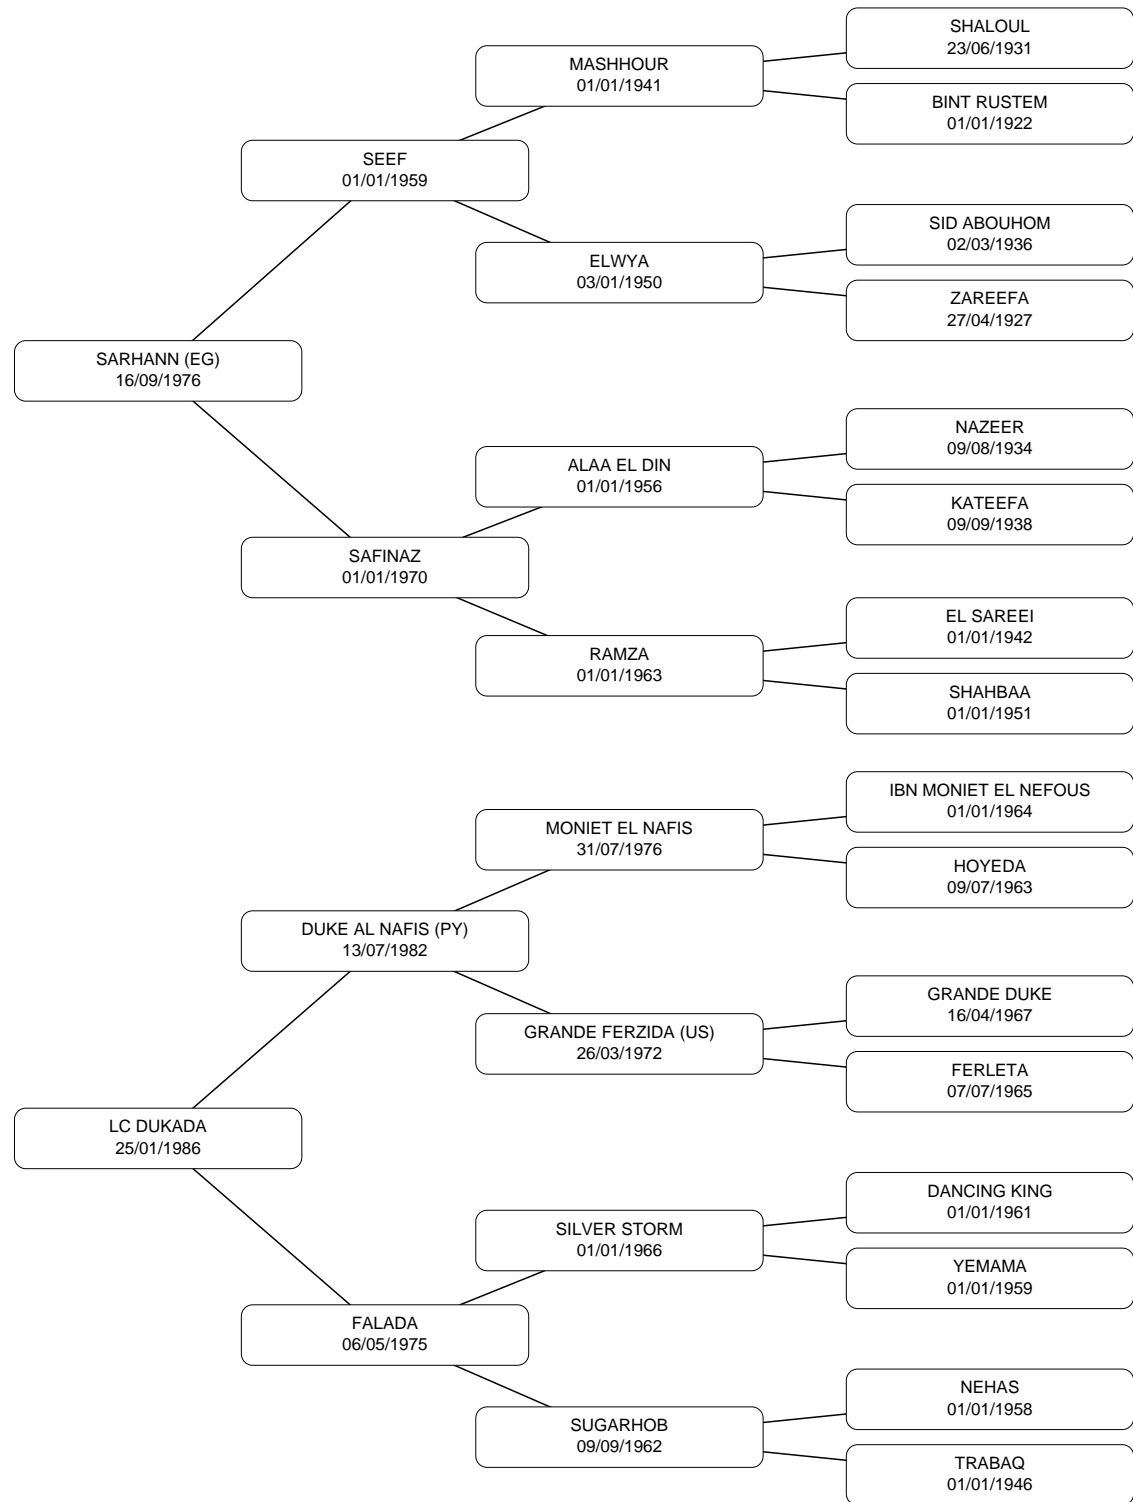 SHALOUL
23/06/1931
MASHHOUR
01/01/1941
BINT RUSTEM
01/01/1922
SEEF
01/01/1959
SID ABOUHOM
02/03/1936
ELWYA
03/01/1950
ZAREEFA
27/04/1927
SARHANN (EG)
16/09/1976
NAZEER
09/08/1934
ALAA EL DIN
01/01/1956
KATEEFA
09/09/1938
SAFINAZ
01/01/1970
EL SAREEI
01/01/1942
RAMZA
01/01/1963
SHAHBAA
01/01/1951
IBN MONIET EL NEFOUS
01/01/1964
MONIET EL NAFIS
31/07/1976
HOYEDA
09/07/1963
DUKE AL NAFIS (PY)
13/07/1982
GRANDE DUKE
16/04/1967
GRANDE FERZIDA (US)
26/03/1972
FERLETA
07/07/1965
LC DUKADA
25/01/1986
DANCING KING
01/01/1961
SILVER STORM
01/01/1966
YEMAMA
01/01/1959
FALADA
06/05/1975
NEHAS
01/01/1958
SUGARHOB
09/09/1962
TRABAQ
01/01/1946